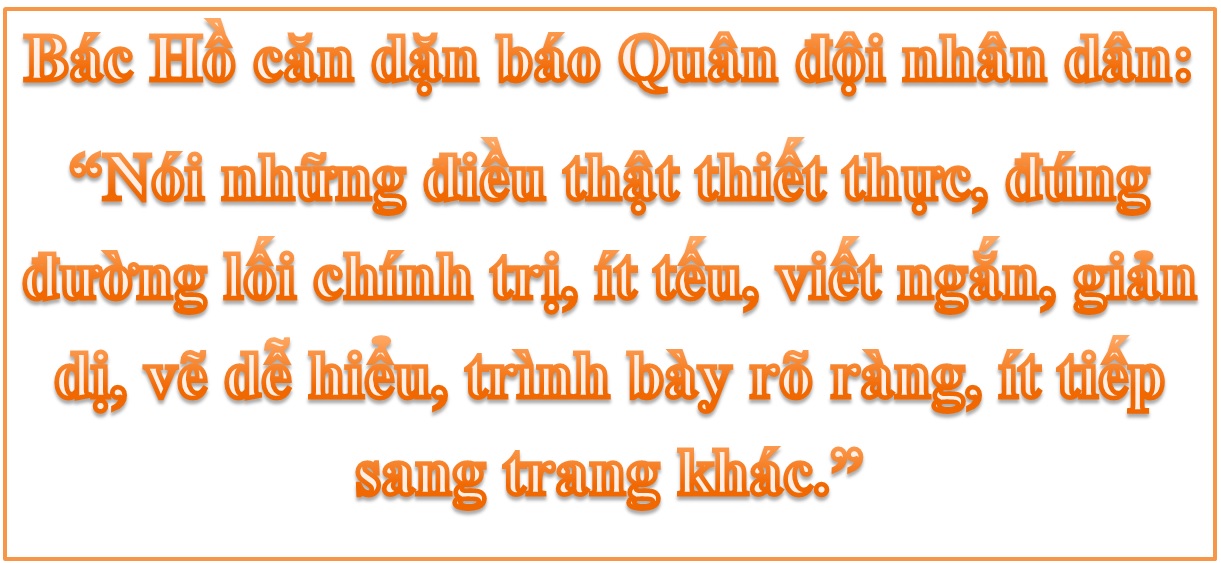 Bác Hồ căn dặn báo Quân đội nhân dân:
“Nói những điều thật thiết thực, đúng
đường lối chính trị, ít tếu, viết ngắn, giản
dị, vẽ dễ hiểu, trình bày rõ ràng, ít tiếp
sang trang khác.”